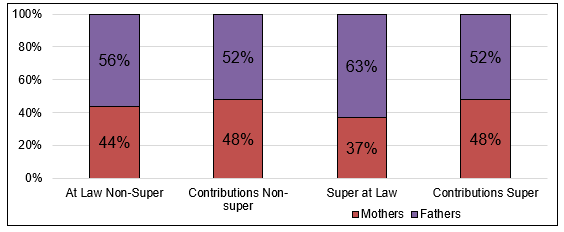 100%
80%
60%
40%
20%
0%
56%
52%
63%
52%
44%
48%
37%
48%
At Law Non-Super
Contributions Non-
super
Super at Law
Contributions Super
Mothers
Fathers